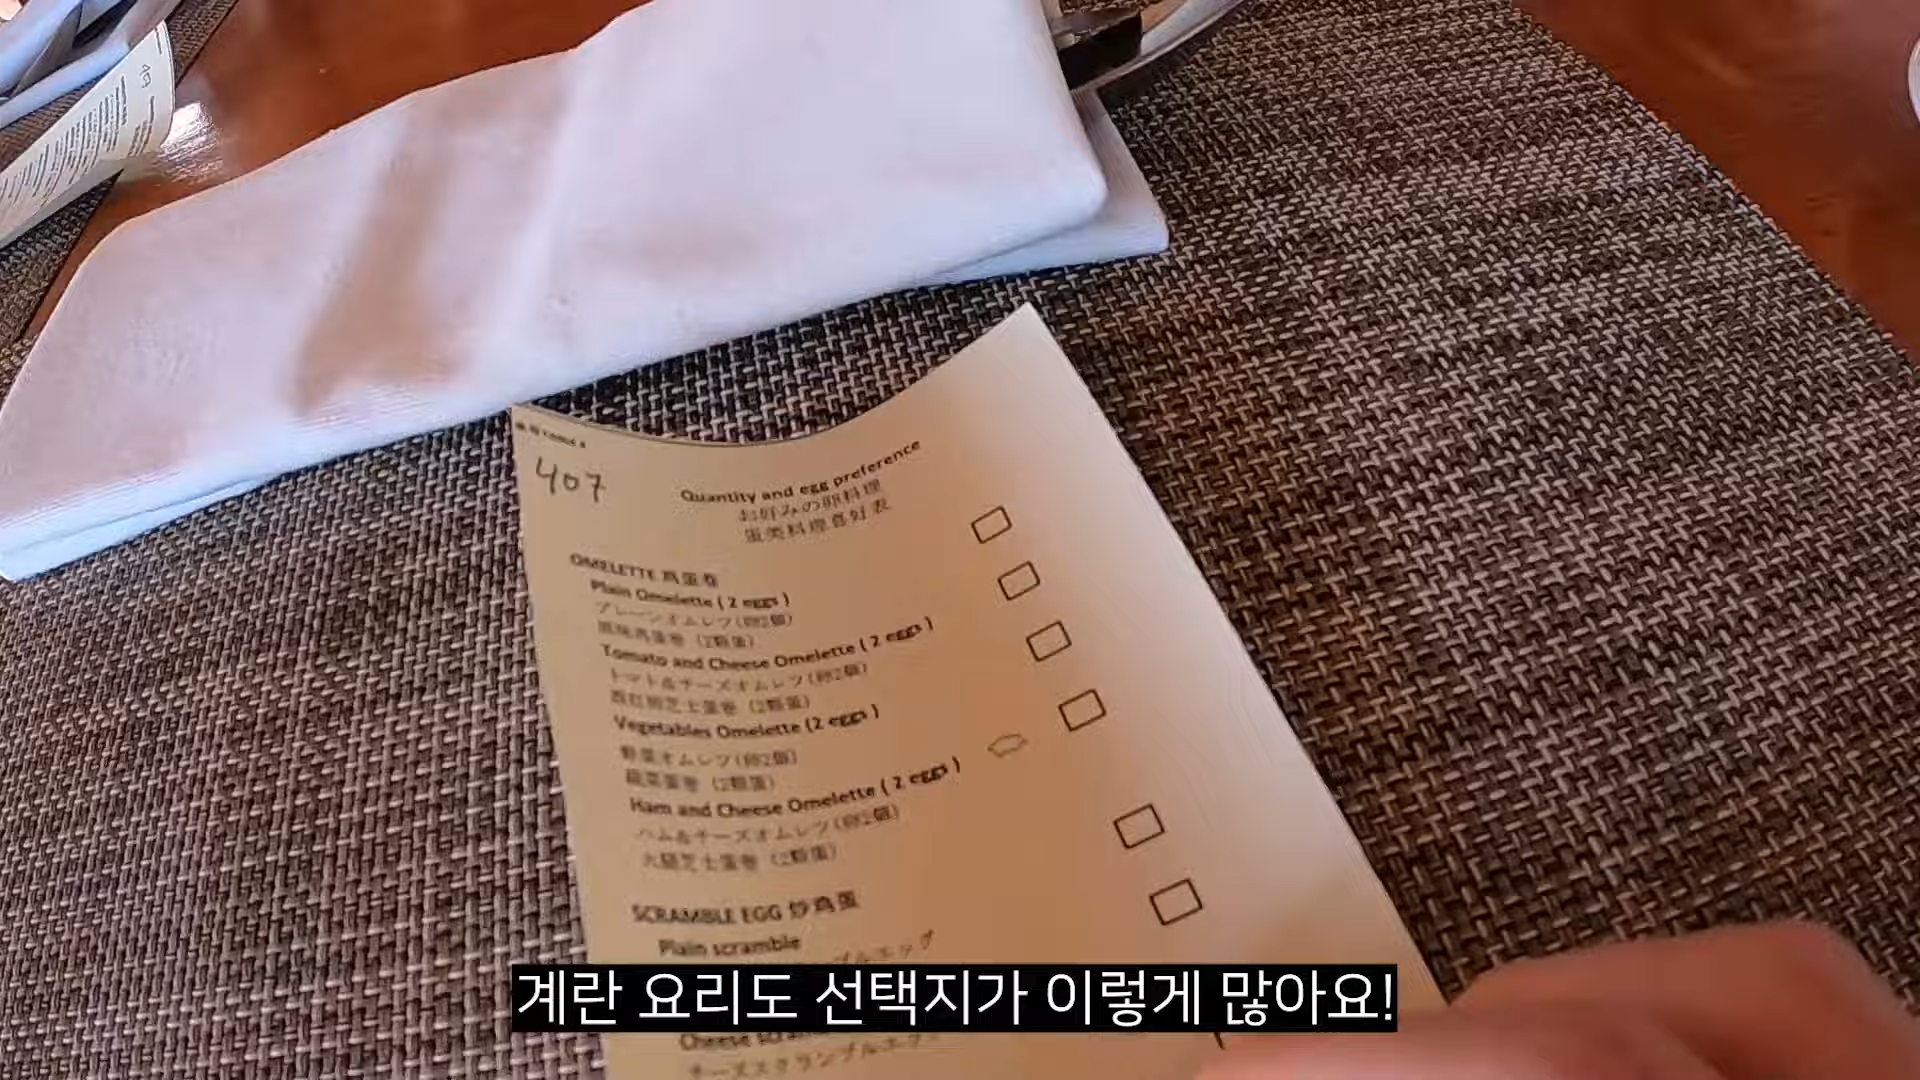 407
Quantity and egg preference
お好みの卵料理
蛋类料理喜好表
OMELETTE 鸡蛋卷
Plain Omelette ( 2 eggs )
プレーンオムレツ(卵2個)
原味鸡蛋卷 (2颗蛋)
Tomato and Cheese Omelette ( 2 eggs )
トマト&チーズオムレツ(卵2個)
西红柿芝士蛋卷 (2颗蛋)
Vegetables Omelette (2 eggs )
野菜オムレツ(卵2個)
蔬菜蛋卷 (2颗蛋)
Ham and Cheese Omelette ( 2 eggs )
ハム&チーズオムレツ(卵2個)
火腿芝士蛋卷 (2颗蛋)
SCRAMBLE EGG 炒鸡蛋
Plain scramble
계란 요리도 선택지가 이렇게 많아요!
Cheese
チーズスクランブルエッグ